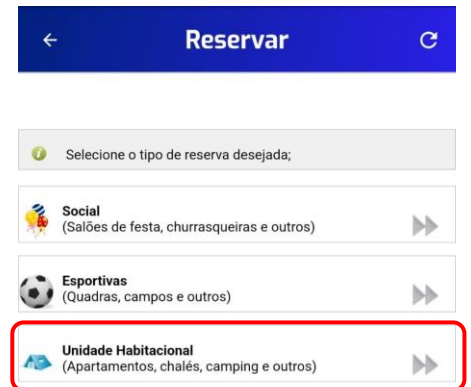 Reservar
Selecione o tipo de reserva desejada;
Social
(Salões de festa, churrasqueiras e outros)
Esportivas
(Quadras, campos e outros)
Unidade Habitacional
(Apartamentos, chalés, camping e outros)